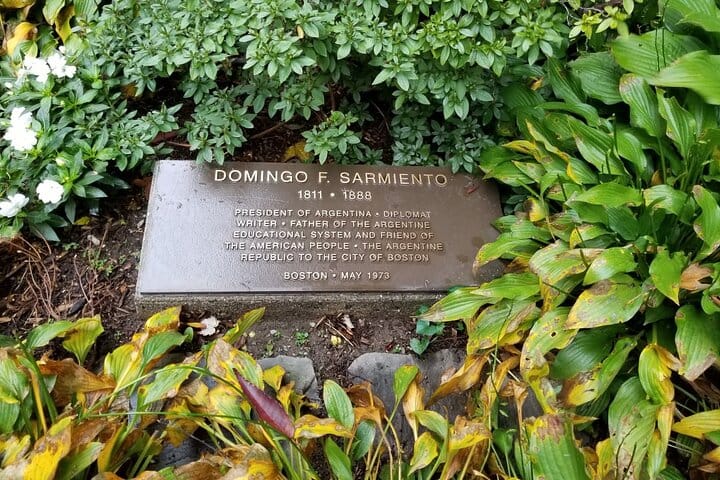 DOMINGO F. SARMIENTO
1811 • 1888
PRESIDENT OF ARGENTINA • DIPLOMAT
WRITER • FATHER OF THE ARGENTINE
EDUCATIONAL SYSTEM AND FRIEND OF
THE AMERICAN PEOPLE • THE ARGENTINE
REPUBLIC TO THE CITY OF BOSTON
BOSTON • MAY 1973